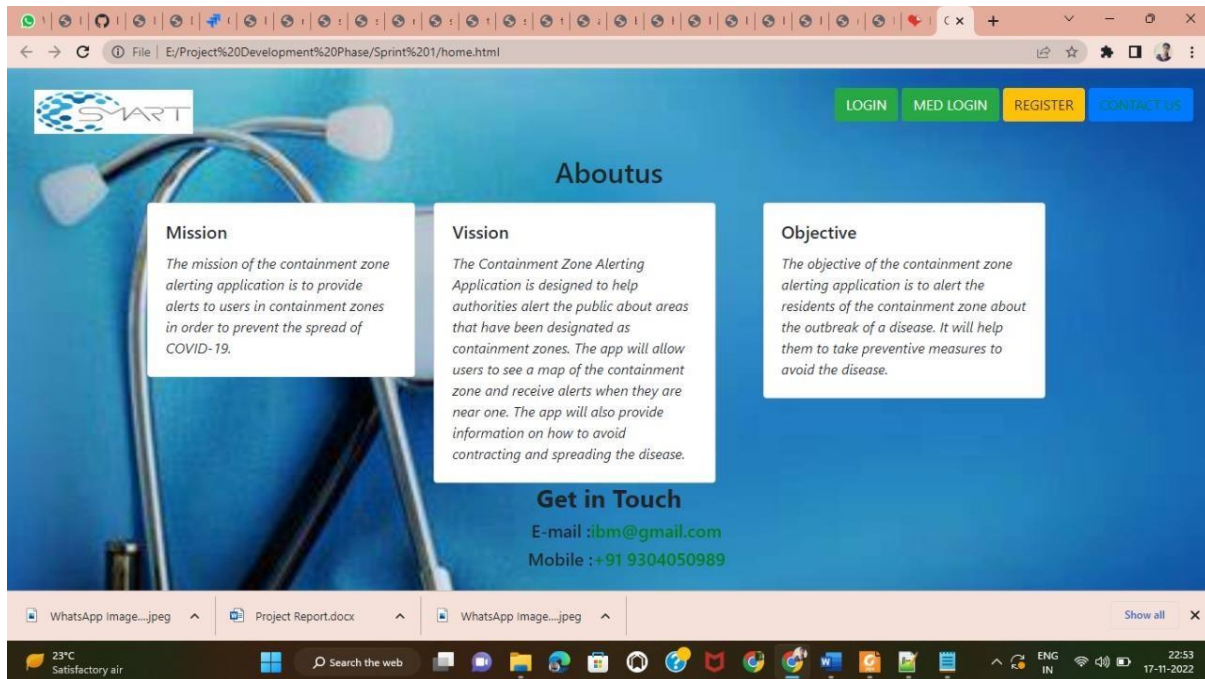 File | E:/Project%20Development%20Phase/Sprint%201/home.html
SMART
LOGIN
MED LOGIN
REGISTER
CONTACT US
Aboutus
Mission
The mission of the containment zone
alerting application is to provide
alerts to users in containment zones
in order to prevent the spread of
COVID-19.
Vission
The Containment Zone Alerting
Application is designed to help
authorities alert the public about areas
that have been designated as
containment zones. The app will allow
users to see a map of the containment
zone and receive alerts when they are
near one. The app will also provide
information on how to avoid
contracting and spreading the disease.
Objective
The objective of the containment zone
alerting application is to alert the
residents of the containment zone about
the outbreak of a disease. It will help
them to take preventive measures to
avoid the disease.
Get in Touch
E-mail :ibm@gmail.com
Mobile :+91 9304050989
WhatsApp Image....jpeg
Project Report.docx
WhatsApp Image....jpeg
Show all
23°C
Satisfactory air
Search the web
ENG
IN
22:53
17-11-2022